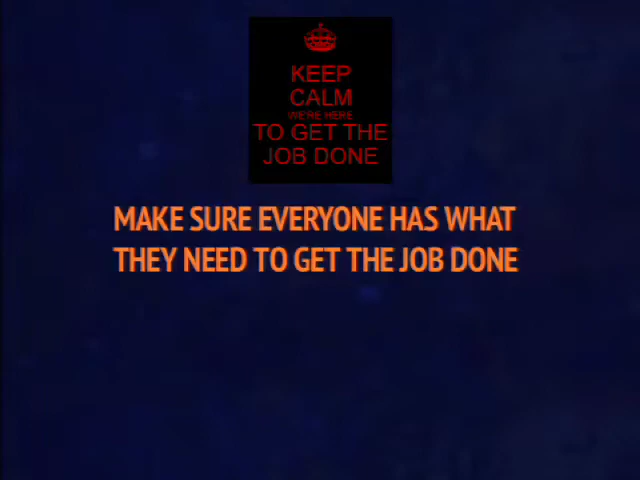 KEEP
CALM
WE'RE HERE
TO GET THE
JOB DONE
MAKE SURE EVERYONE HAS WHAT
THEY NEED TO GET THE JOB DONE